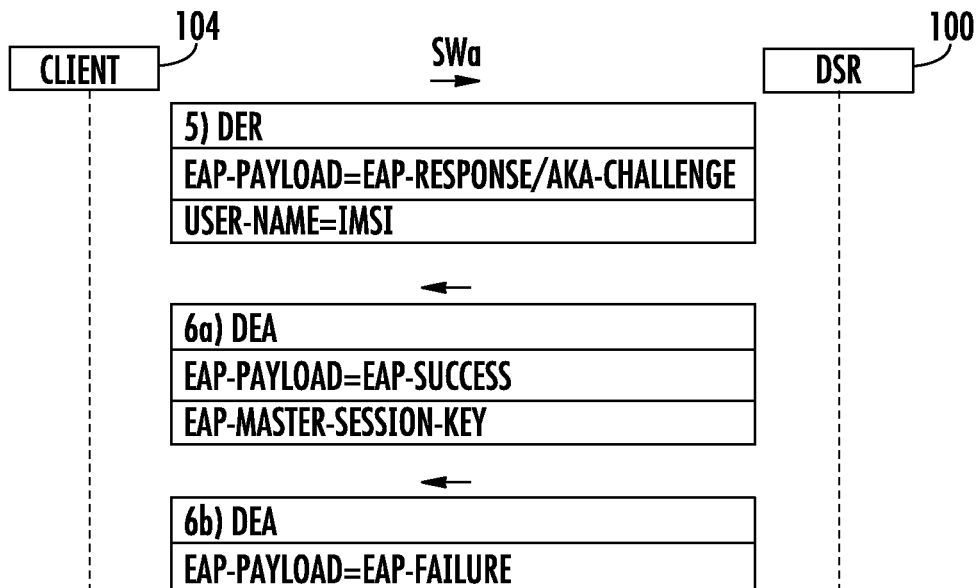 104
100
CLIENT
SWa
DSR
5) DER
EAP-PAYLOAD=EAP-RESPONSE/AKA-CHALLENGE
USER-NAME=IMSI
6a) DEA
EAP-PAYLOAD=EAP-SUCCESS
EAP-MASTER-SESSION-KEY
6b) DEA
EAP-PAYLOAD=EAP-FAILURE